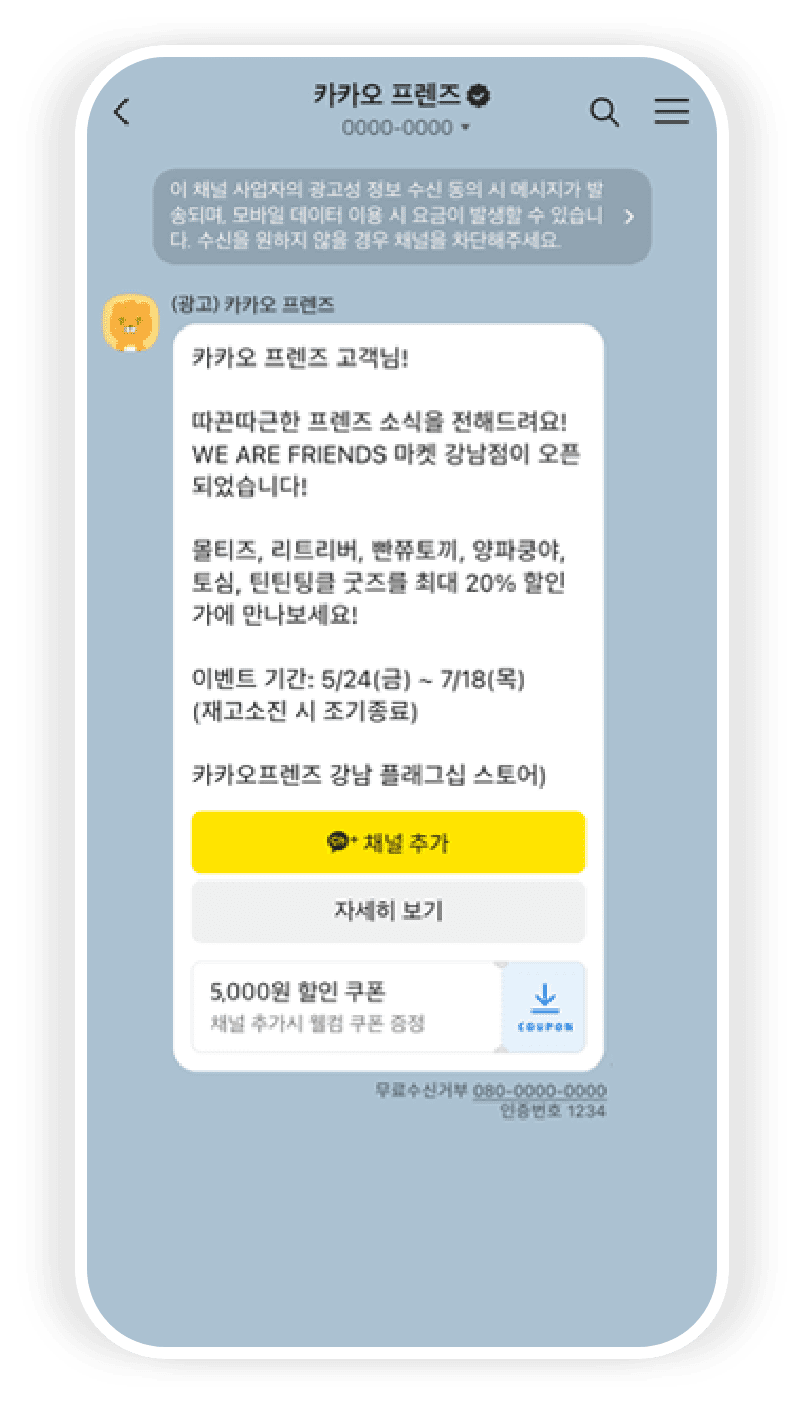 카카오 프렌즈
0000-0000
이 채널 사업자의 광고성 정보 수신 동의 시 메시지가 발
송되며, 모바일 데이터 이용 시 요금이 발생할 수 있습니
다. 수신을 원하지 않을 경우 채널을 차단해주세요.
(광고) 카카오 프렌즈
카카오 프렌즈 고객님!
따끈따근한 프렌즈 소식을 전해드려요!
WE ARE FRIENDS 마켓 강남점이 오픈
되었습니다!
몰티즈, 리트리버, 빤쮸토끼, 양파쿵야,
토심, 틴틴팅클 굿즈를 최대 20% 할인
가에 만나보세요!
이벤트 기간: 5/24(금) ~ 7/18(목)
(재고소진 시 조기종료)
카카오프렌즈 강남 플래그십 스토어)
채널 추가
자세히 보기
5,000원 할인 쿠폰
채널 추가시 웰컴 쿠폰 증정
COUPON
무료수신거부 080-0000-0000
인증번호 1234